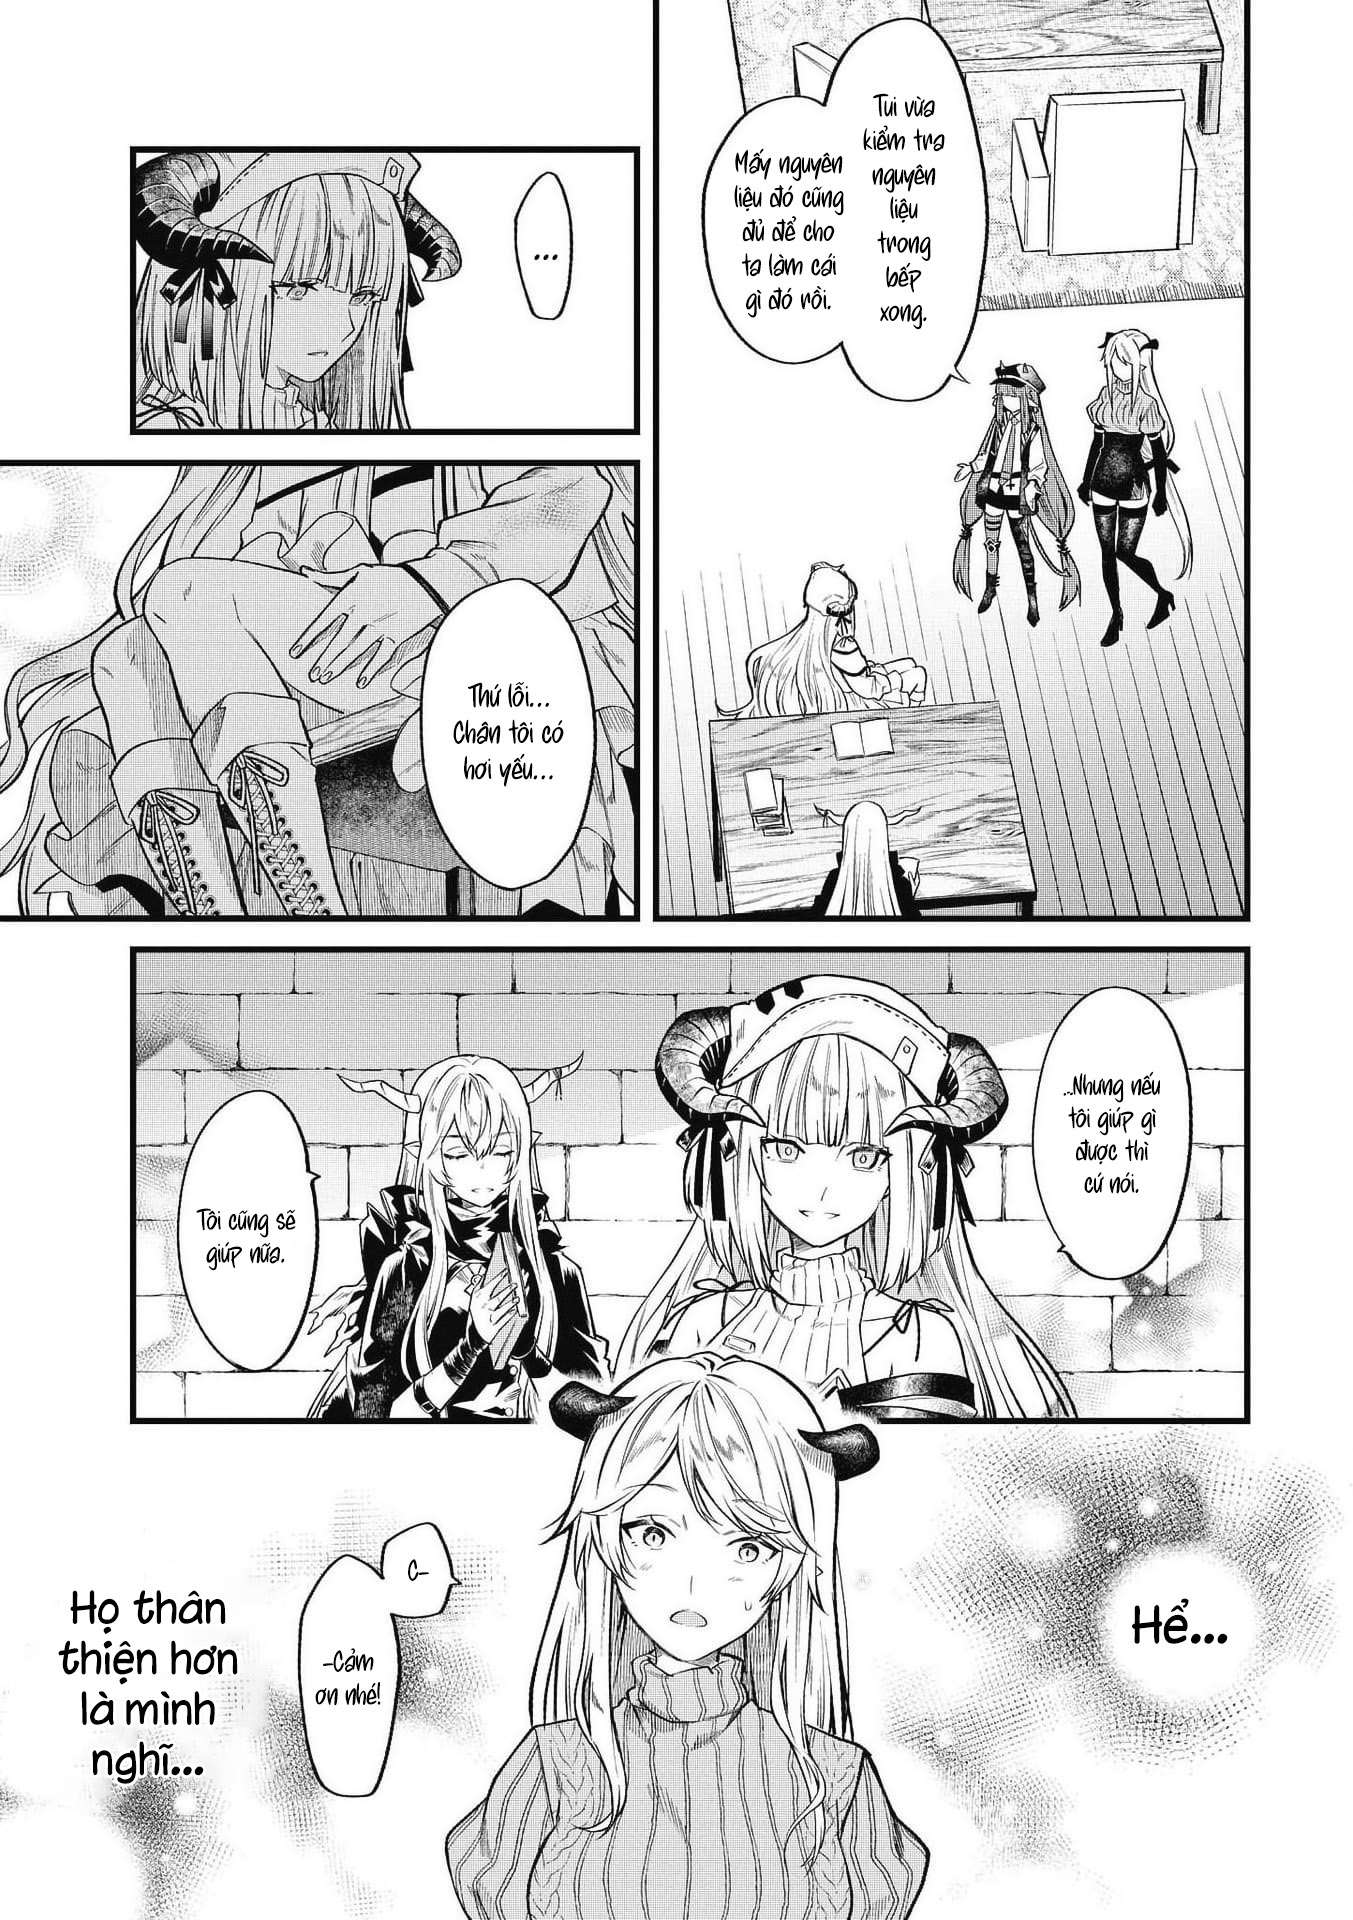 Tui vừa
kiểm tra
nguyên
liệu
trong
bếp
xong.
Mấy nguyên
liệu đó cũng
đủ để cho
ta làm cái
gì đó rồi.
...
Thứ lỗi...
Chân tôi có
hơi yếu...
...Nhưng nếu
tôi giúp gì
được thì
cứ nói.
Tôi cũng sẽ
giúp nữa.
Hể...
C-
-Cảm
ơn nhé!
Họ thân
thiện hơn
là mình
nghĩ...